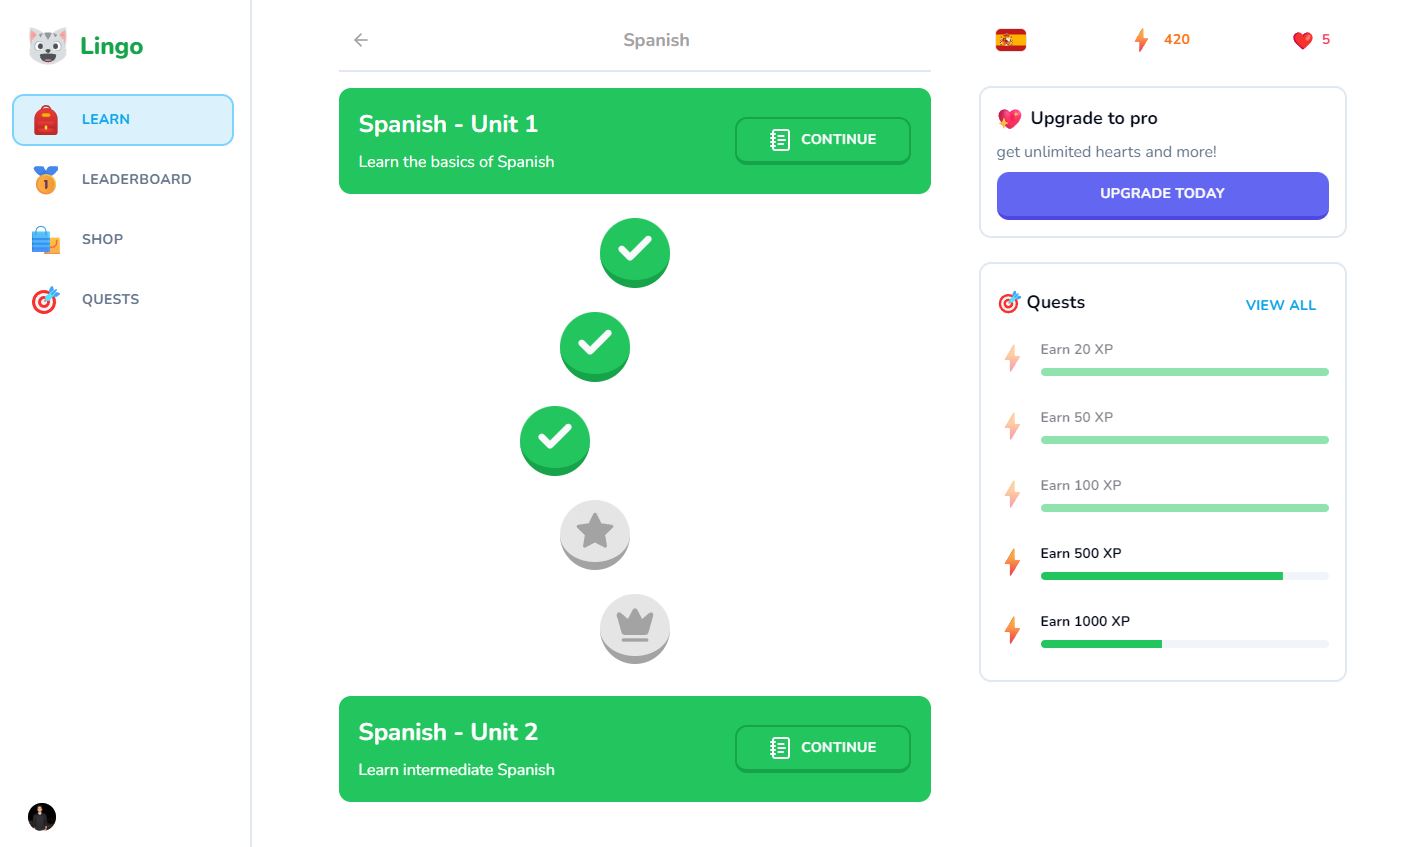 Lingo
LEARN
LEADERBOARD
SHOP
QUESTS
Spanish
Spanish - Unit 1
Learn the basics of Spanish
CONTINUE
Spanish - Unit 2
Learn intermediate Spanish
CONTINUE
420
5
Upgrade to pro
get unlimited hearts and more!
UPGRADE TODAY
Quests
VIEW ALL
Earn 20 XP
Earn 50 XP
Earn 100 XP
Earn 500 XP
Earn 1000 XP